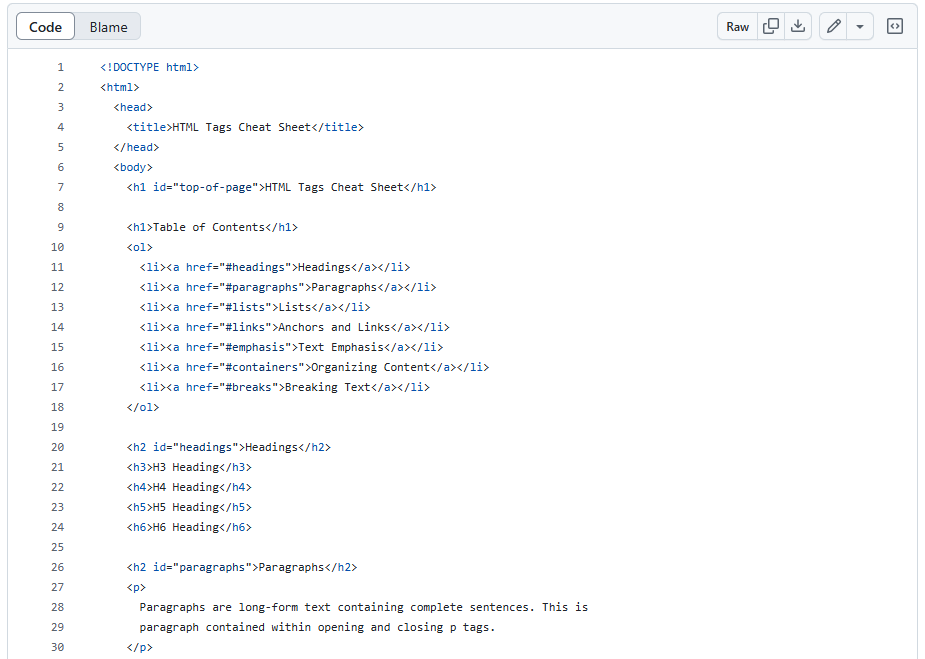 Code Blame Raw
1 <!DOCTYPE html>
2 <html>
3   <head>
4     <title>HTML Tags Cheat Sheet</title>
5   </head>
6   <body>
7     <h1 id="top-of-page">HTML Tags Cheat Sheet</h1>
8
9     <h1>Table of Contents</h1>
10     <ol>
11       <li><a href="#headings">Headings</a></li>
12       <li><a href="#paragraphs">Paragraphs</a></li>
13       <li><a href="#lists">Lists</a></li>
14       <li><a href="#links">Anchors and Links</a></li>
15       <li><a href="#emphasis">Text Emphasis</a></li>
16       <li><a href="#containers">Organizing Content</a></li>
17       <li><a href="#breaks">Breaking Text</a></li>
18     </ol>
19
20     <h2 id="headings">Headings</h2>
21     <h3>H3 Heading</h3>
22     <h4>H4 Heading</h4>
23     <h5>H5 Heading</h5>
24     <h6>H6 Heading</h6>
25
26     <h2 id="paragraphs">Paragraphs</h2>
27     <p>
28       Paragraphs are long-form text containing complete sentences. This is
29       paragraph contained within opening and closing p tags.
30     </p>